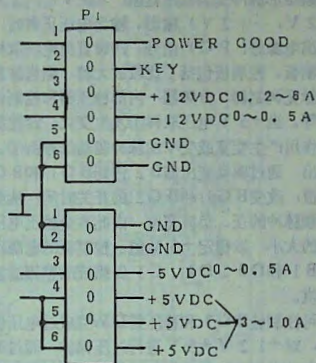 P1
1 0 POWER GOOD
2 0 KEY
3 0 +12VDC 0.2~8A
4 0 -12VDC 0~0.5A
5 0 GND
6 0 GND
1 0 GND
2 0 GND
3 0 -5VDC 0~0.5A
4 0 +5VDC
5 0 +5VDC 3~10A
6 0 +5VDC